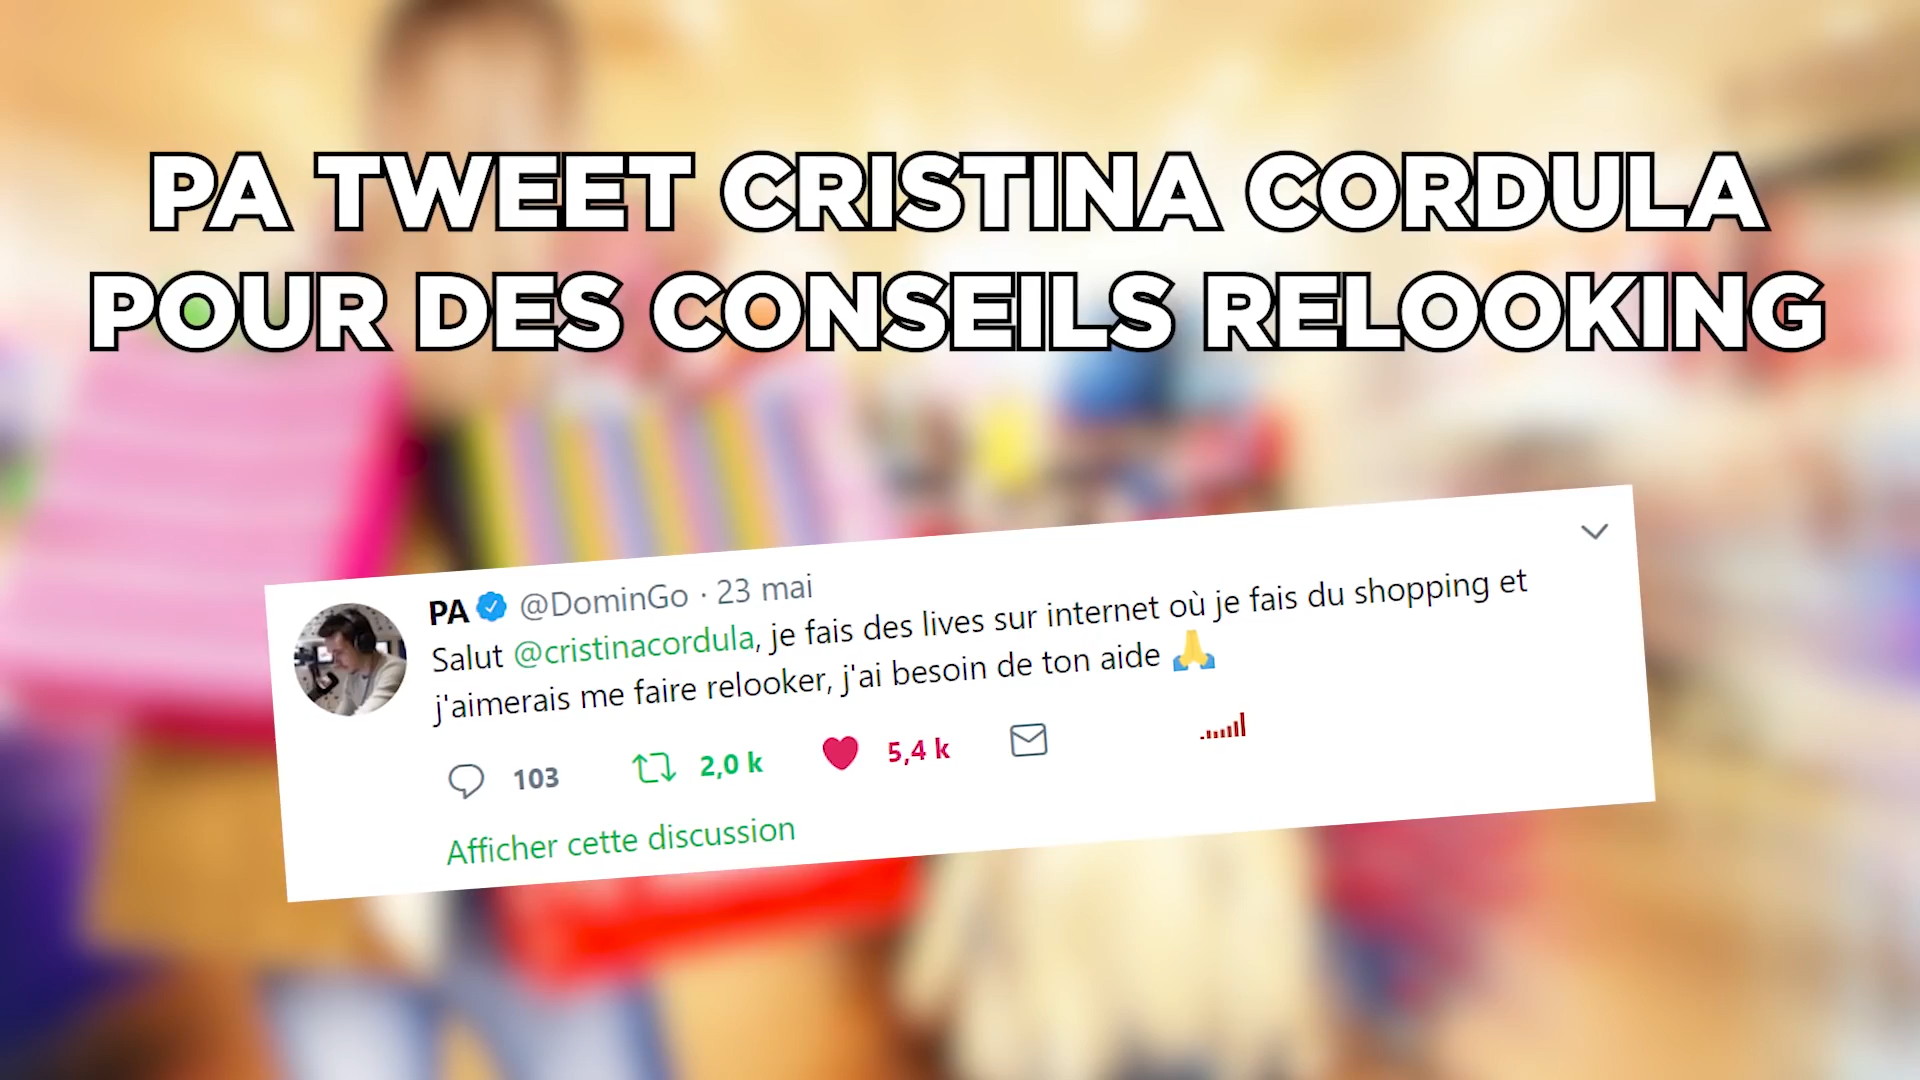 PA TWEET CRISTINA CORDULA
POUR DES CONSEILS RELOOKING
PA @DominGo · 23 mai
Salut @cristinacordula, je fais des lives sur internet où je fais du shopping et
j'aimerais me faire relooker, j'ai besoin de ton aide 🙏
103 2,0 k 5,4 k
Afficher cette discussion